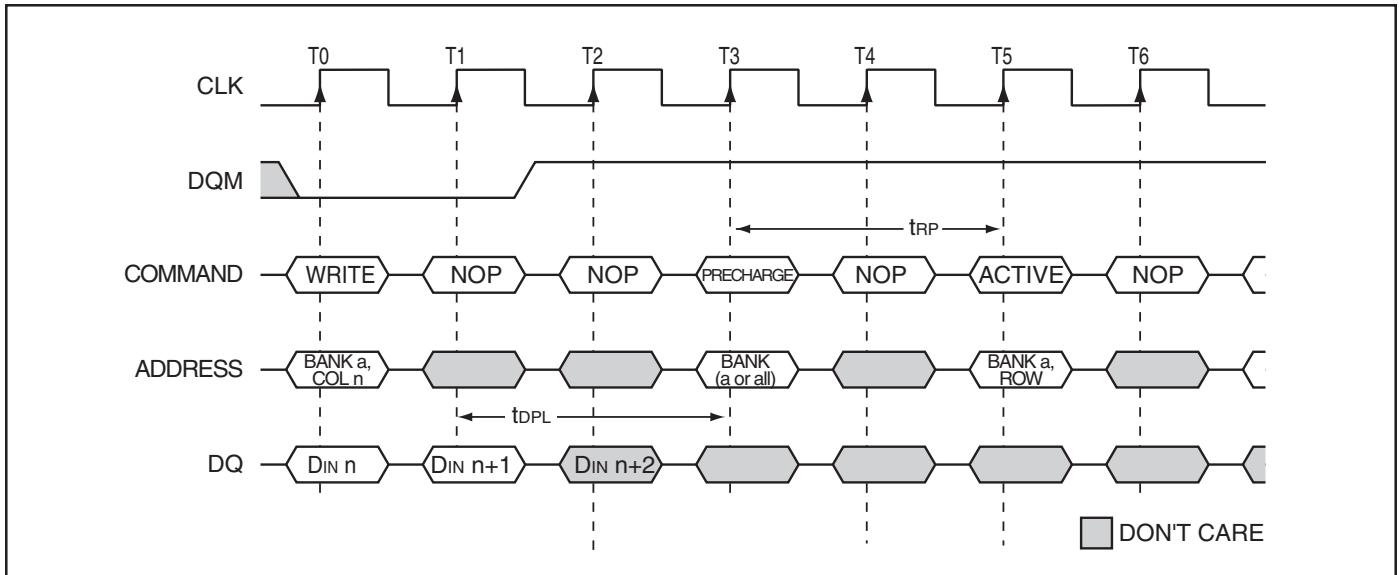 T0 T1 T2 T3 T4 T5 T6
CLK
DQM
tRP
COMMAND WRITE NOP NOP PRECHARGE NOP ACTIVE NOP
ADDRESS BANK a, COL n BANK (a or all) BANK a, ROW
tDPL
DQ DIN n DIN n+1 DIN n+2
DON'T CARE